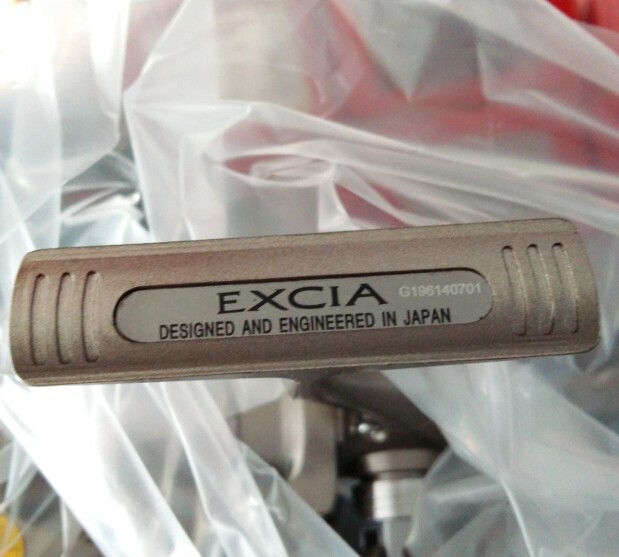 EXCIA G196140701
DESIGNED AND ENGINEERED IN JAPAN